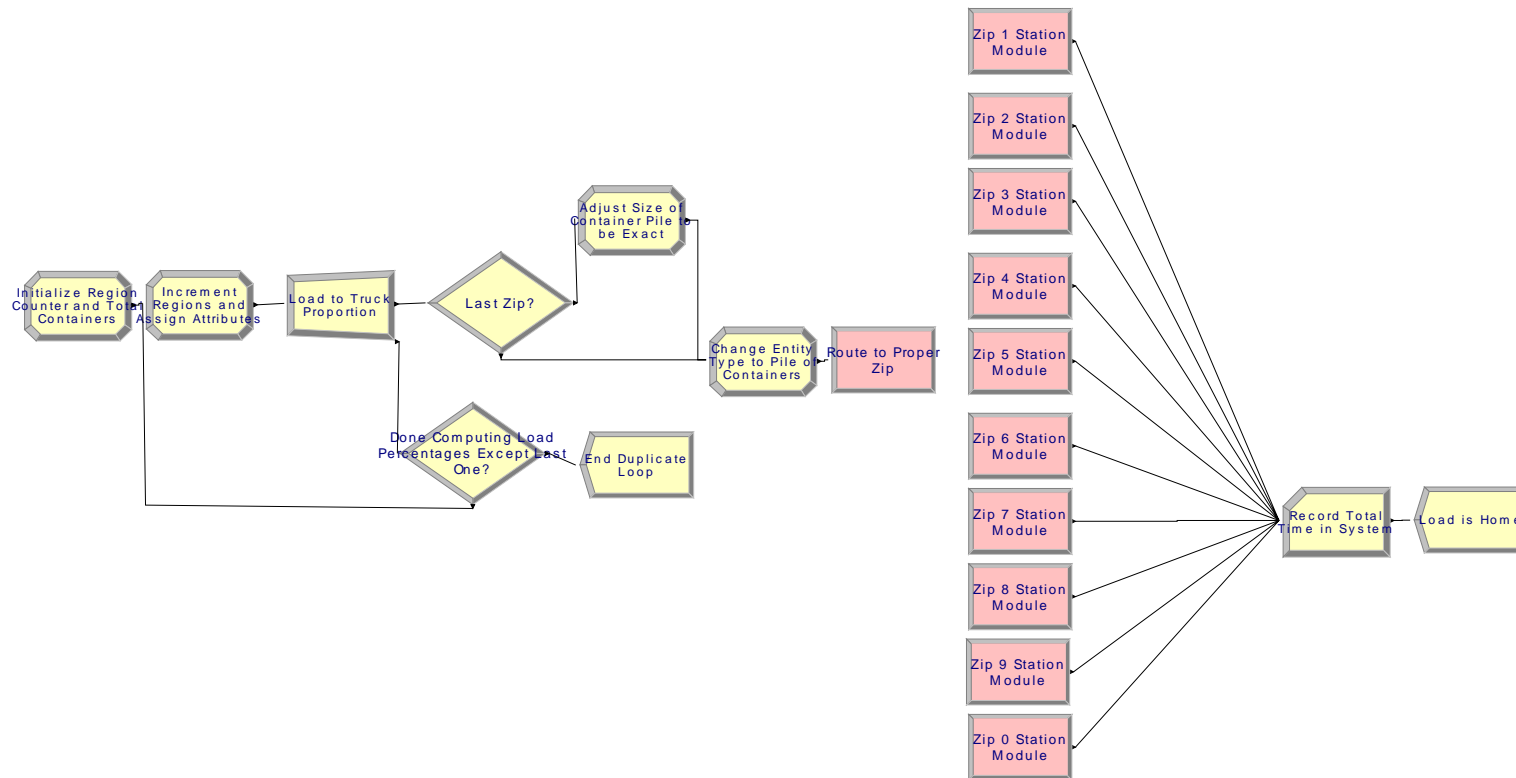 Initialize Region
Counter and Total
Containers
Increment
Regions and
Assign Attributes
Load to Truck
Proportion
Last Zip?
Adjust Size of
Container Pile to
be Exact
Change Entity
Type to Pile of
Containers
Route to Proper
Zip
Done Computing Load
Percentages Except Last
One?
End Duplicate
Loop
Zip 1 Station
Module
Zip 2 Station
Module
Zip 3 Station
Module
Zip 4 Station
Module
Zip 5 Station
Module
Zip 6 Station
Module
Zip 7 Station
Module
Zip 8 Station
Module
Zip 9 Station
Module
Zip 0 Station
Module
Record Total
Time in System
Load is Home